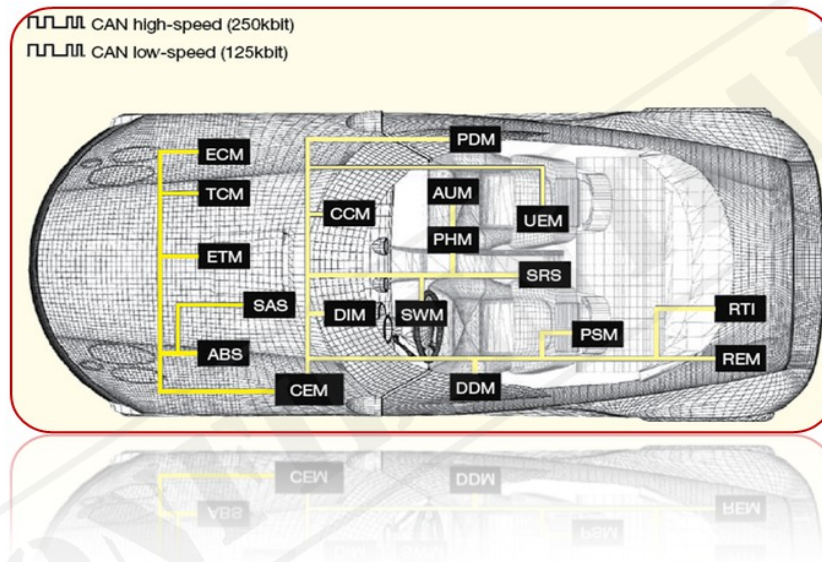 CAN high-speed (250kbit)
CAN low-speed (125kbit)
PDM
ECM
TCM
AUM
CCM
UEM
PHM
ETM
SRS
SAS
DIM
SWM
RTI
PSM
ABS
REM
CEM
DDM